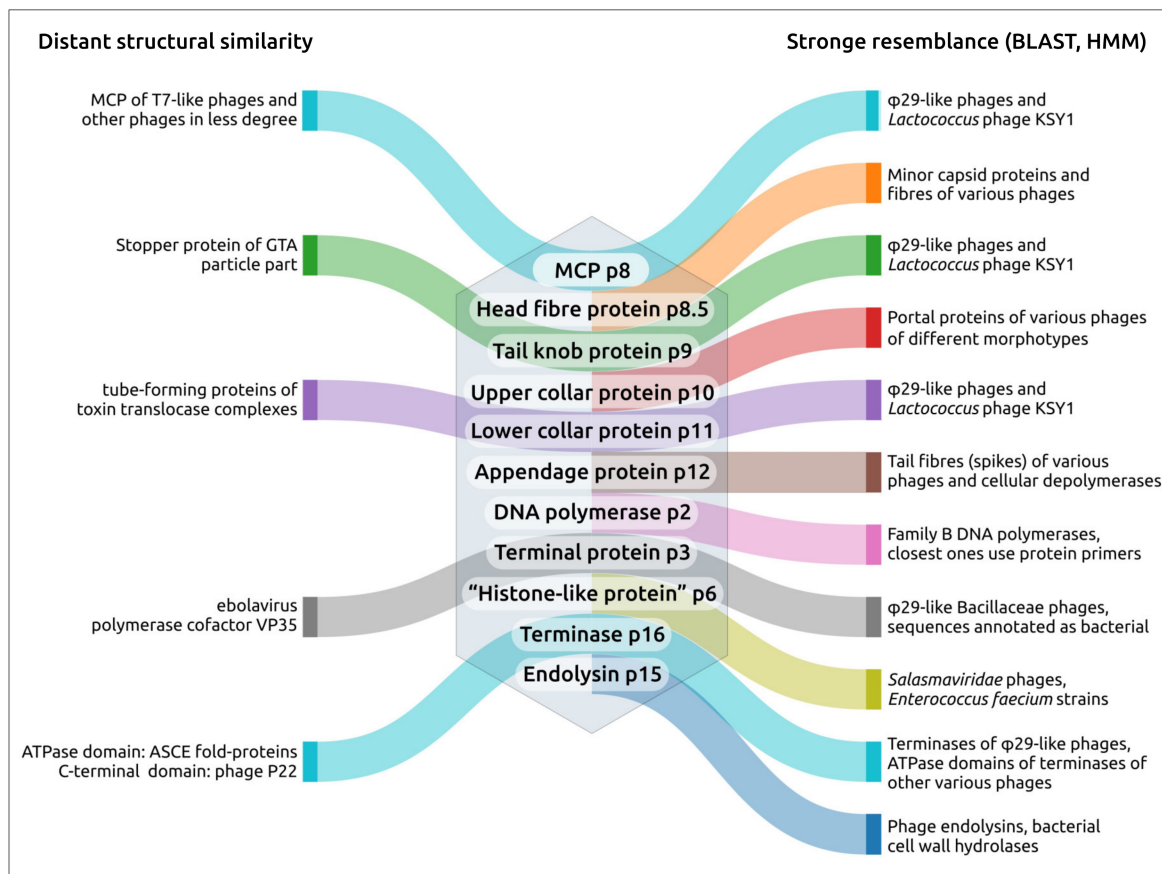 Distant structural similarity
Stronge resemblance (BLAST, HMM)
MCP of T7-like phages and
other phages in less degree
Stopper protein of GTA
particle part
tube-forming proteins of
toxin translocase complexes
ebolavirus
polymerase cofactor VP35
ATPase domain: ASCE fold-proteins
C-terminal domain: phage P22
MCP p8
Head fibre protein p8.5
Tail knob protein p9
Upper collar protein p10
Lower collar protein p11
Appendage protein p12
DNA polymerase p2
Terminal protein p3
“Histone-like protein” p6
Terminase p16
Endolysin p15
φ29-like phages and
Lactococcus phage KSY1
Minor capsid proteins and
fibres of various phages
φ29-like phages and
Lactococcus phage KSY1
Portal proteins of various phages
of different morphotypes
φ29-like phages and
Lactococcus phage KSY1
Tail fibres (spikes) of various
phages and cellular depolymerases
Family B DNA polymerases,
closest ones use protein primers
φ29-like Bacillaceae phages,
sequences annotated as bacterial
Salasmaviridae phages,
Enterococcus faecium strains
Terminases of φ29-like phages,
ATPase domains of terminases of
other various phages
Phage endolysins, bacterial
cell wall hydrolases